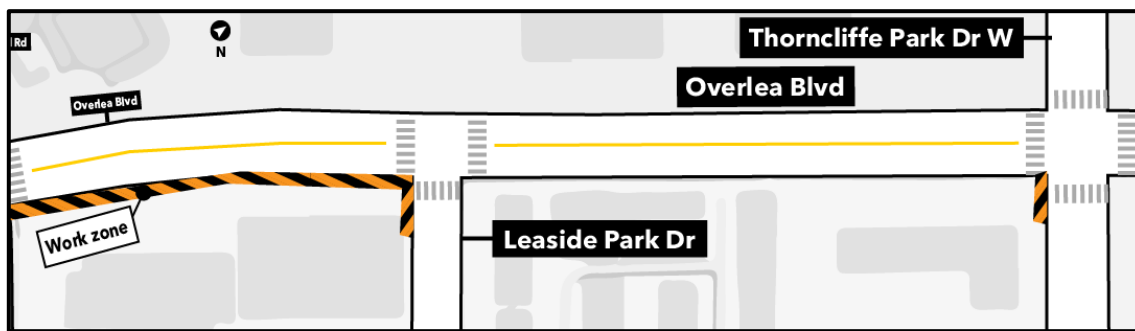 Rd
N
Thorncliffe Park Dr W
Overlea Blvd
Overlea Blvd
Work zone
Leaside Park Dr